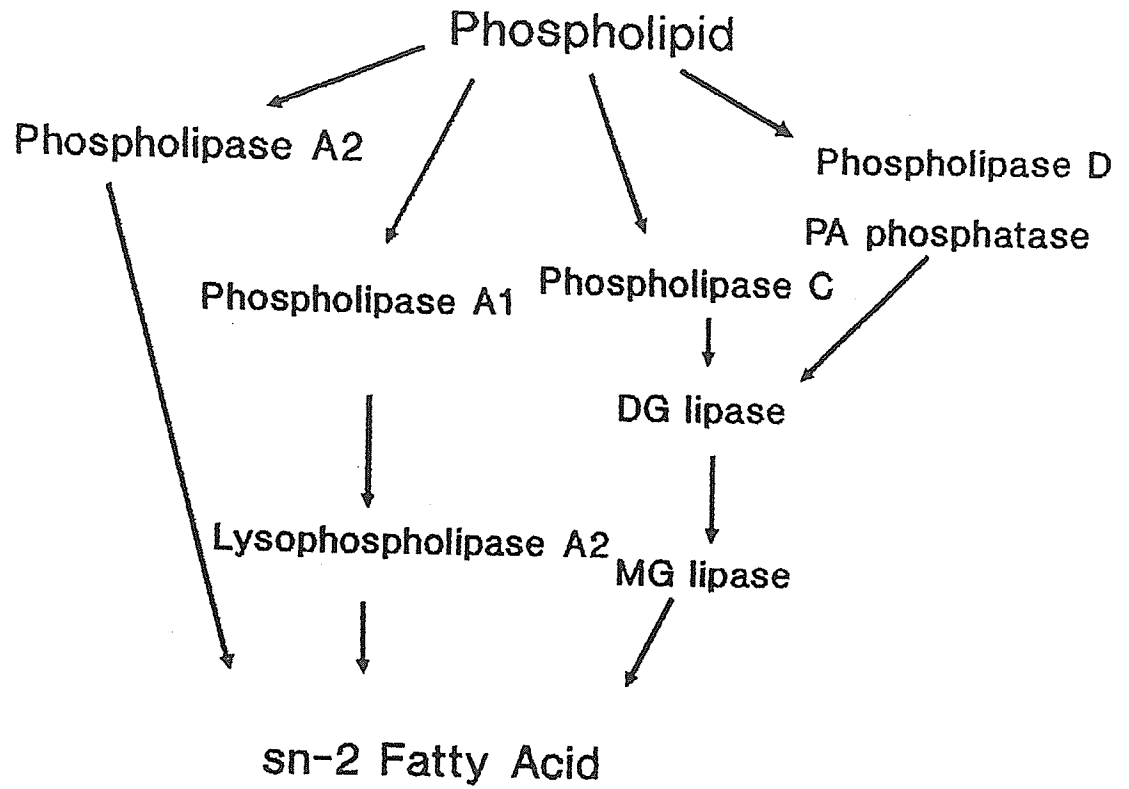 Phospholipid
Phospholipase A2
Phospholipase D
PA phosphatase
Phospholipase A1
Phospholipase C
DG lipase
Lysophospholipase A2
MG lipase
sn-2 Fatty Acid